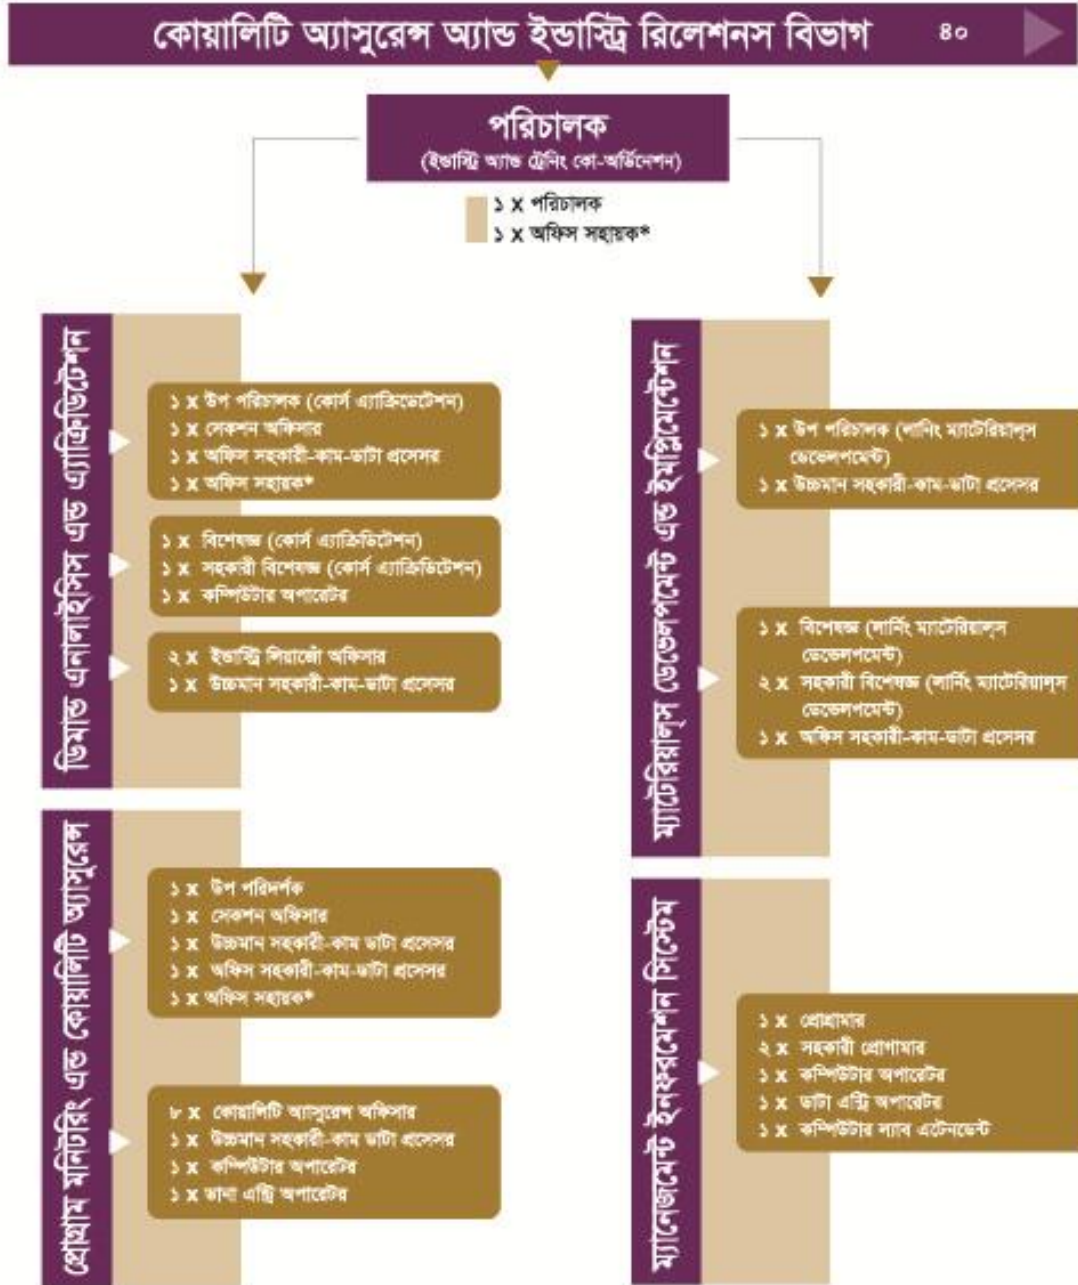 কোয়ালিটি অ্যাসুরেন্স অ্যান্ড ইন্ডাস্ট্রি রিলেশনস বিভাগ ৪০
পরিচালক
(ইন্ডাস্ট্রি অ্যান্ড ট্রেনিং কো-অর্ডিনেশন)
১ X পরিচালক
১ X অফিস সহায়ক*
ডিমান্ড এনালাইসিস এন্ড এ্যাক্রিডিটেশন
১ X উপ পরিচালক (কোর্স এ্যাক্রিডেটেশন)
১ X সেকশন অফিসার
১ X অফিস সহকারী-কাম-ডাটা প্রসেসর
১ X অফিস সহায়ক*
১ X বিশেষজ্ঞ (কোর্স এ্যাক্রিডিটেশন)
১ X সহকারী বিশেষজ্ঞ (কোর্স এ্যাক্রিডিটেশন)
১ X কম্পিউটার অপারেটর
২ X ইন্ডাস্ট্রি লিয়াজোঁ অফিসার
১ X উচ্চমান সহকারী-কাম-ডাটা প্রসেসর
প্রোগ্রাম মনিটরিং এন্ড কোয়ালিটি অ্যাসুরেন্স
১ X উপ পরিদর্শক
১ X সেকশন অফিসার
১ X উচ্চমান সহকারী-কাম ডাটা প্রসেসর
১ X অফিস সহকারী-কাম-ডাটা প্রসেসর
১ X অফিস সহায়ক*
৮ X কোয়ালিটি অ্যাসুরেন্স অফিসার
১ X উচ্চমান সহকারী-কাম ডাটা প্রসেসর
১ X কম্পিউটার অপারেটর
১ X ডানা এন্ট্রি অপারেটর
ম্যাটেরিয়াল্স ডেভেলপমেন্ট এন্ড ইমপ্লিমেন্টেশন
১ X উপ পরিচালক (লার্নিং ম্যাটেরিয়াল্স
ডেভেলপমেন্ট)
১ X উচ্চমান সহকারী-কাম-ডাটা প্রসেসর
১ X বিশেষজ্ঞ (লার্নিং ম্যাটেরিয়াল্স
ডেভেলপমেন্ট)
২ X সহকারী বিশেষজ্ঞ (লার্নিং ম্যাটেরিয়াল্স
ডেভেলপমেন্ট)
১ X অফিস সহকারী-কাম-ডাটা প্রসেসর
ম্যানেজমেন্ট ইনফরমেশন সিস্টেম
১ X প্রোগ্রামার
২ X সহকারী প্রোগামার
১ X কম্পিউটার অপারেটর
১ X ডাটা এন্ট্রি অপারেটর
১ X কম্পিউটার ল্যাব এটেনডেন্ট